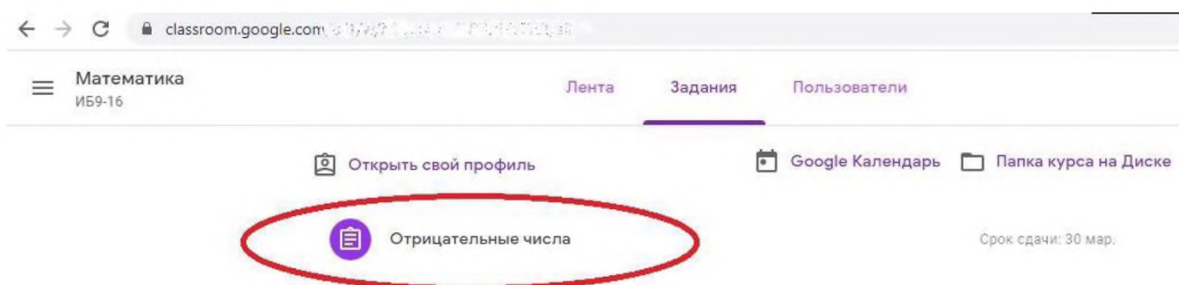 classroom.google.com
Математика
ИБ9-16
Лента Задания Пользователи
Открыть свой профиль Google Календарь Папка курса на Диске
Отрицательные числа Срок сдачи: 30 мар.